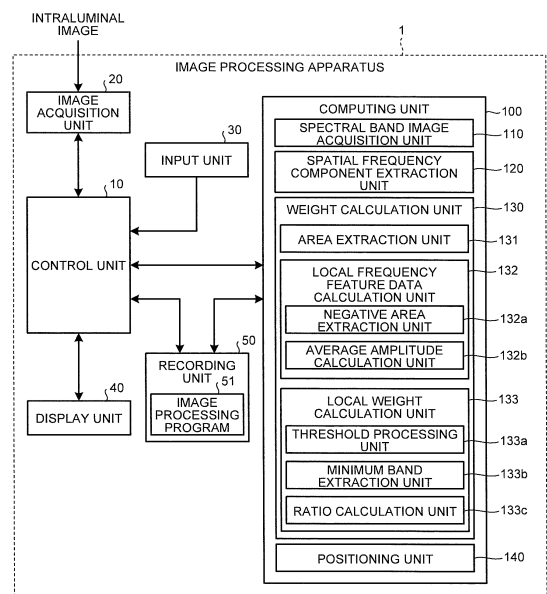 INTRALUMINAL
IMAGE
1
IMAGE PROCESSING APPARATUS
20
IMAGE
ACQUISITION
UNIT
30
INPUT UNIT
10
CONTROL UNIT
40
DISPLAY UNIT
50
RECORDING
UNIT
51
IMAGE
PROCESSING
PROGRAM
COMPUTING UNIT
100
SPECTRAL BAND IMAGE
ACQUISITION UNIT
110
SPATIAL FREQUENCY
COMPONENT EXTRACTION
UNIT
120
WEIGHT CALCULATION UNIT
130
AREA EXTRACTION UNIT
131
LOCAL FREQUENCY
FEATURE DATA
CALCULATION UNIT
132
NEGATIVE AREA
EXTRACTION UNIT
132a
AVERAGE AMPLITUDE
CALCULATION UNIT
132b
LOCAL WEIGHT
CALCULATION UNIT
133
THRESHOLD PROCESSING
UNIT
133a
MINIMUM BAND
EXTRACTION UNIT
133b
RATIO CALCULATION UNIT
133c
POSITIONING UNIT
140